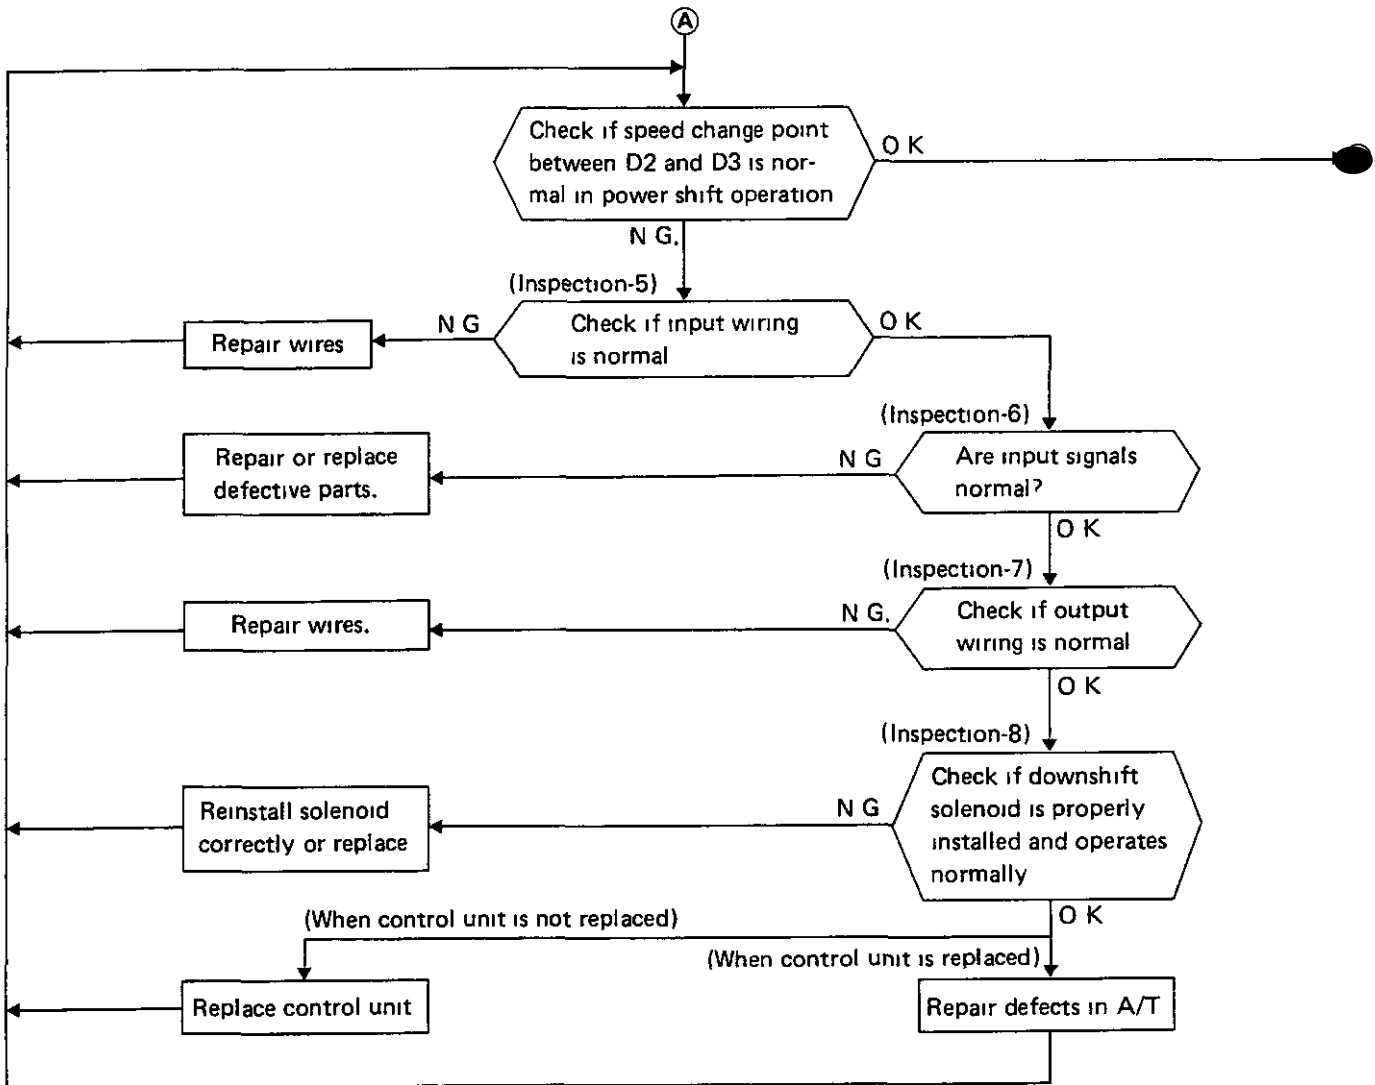 A
Check if speed change point
between D2 and D3 is nor-
mal in power shift operation
O K
N G.
(Inspection-5)
Check if input wiring
is normal
N G
O K
Repair wires
(Inspection-6)
Are input signals
normal?
N G
Repair or replace
defective parts.
O K
(Inspection-7)
Check if output
wiring is normal
N G.
Repair wires.
O K
(Inspection-8)
Check if downshift
solenoid is properly
installed and operates
normally
N G
Reinstall solenoid
correctly or replace
O K
(When control unit is not replaced)
(When control unit is replaced)
Replace control unit
Repair defects in A/T